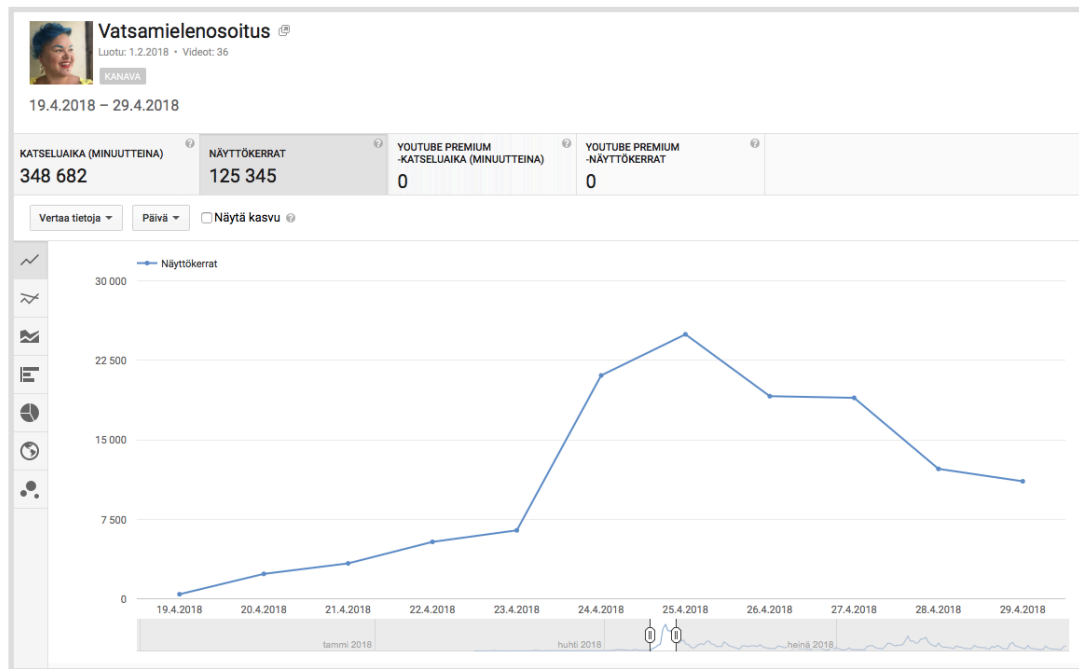 Vatsamielenosoitus
Luotu: 1.2.2018 • Videot: 36
KANAVA
19.4.2018 – 29.4.2018
KATSELUAIKA (MINUUTTEINA)
348 682
NÄYTTÖKERRAT
125 345
YOUTUBE PREMIUM
-KATSELUAIKA (MINUUTTEINA)
0
YOUTUBE PREMIUM
-NÄYTTÖKERRAT
0
Vertaa tietoja
Päivä
Näytä kasvu
Näyttökerrat
30 000
22 500
15 000
7 500
0
19.4.2018 20.4.2018 21.4.2018 22.4.2018 23.4.2018 24.4.2018 25.4.2018 26.4.2018 27.4.2018 28.4.2018 29.4.2018
tammi 2018 huhti 2018 heinä 2018